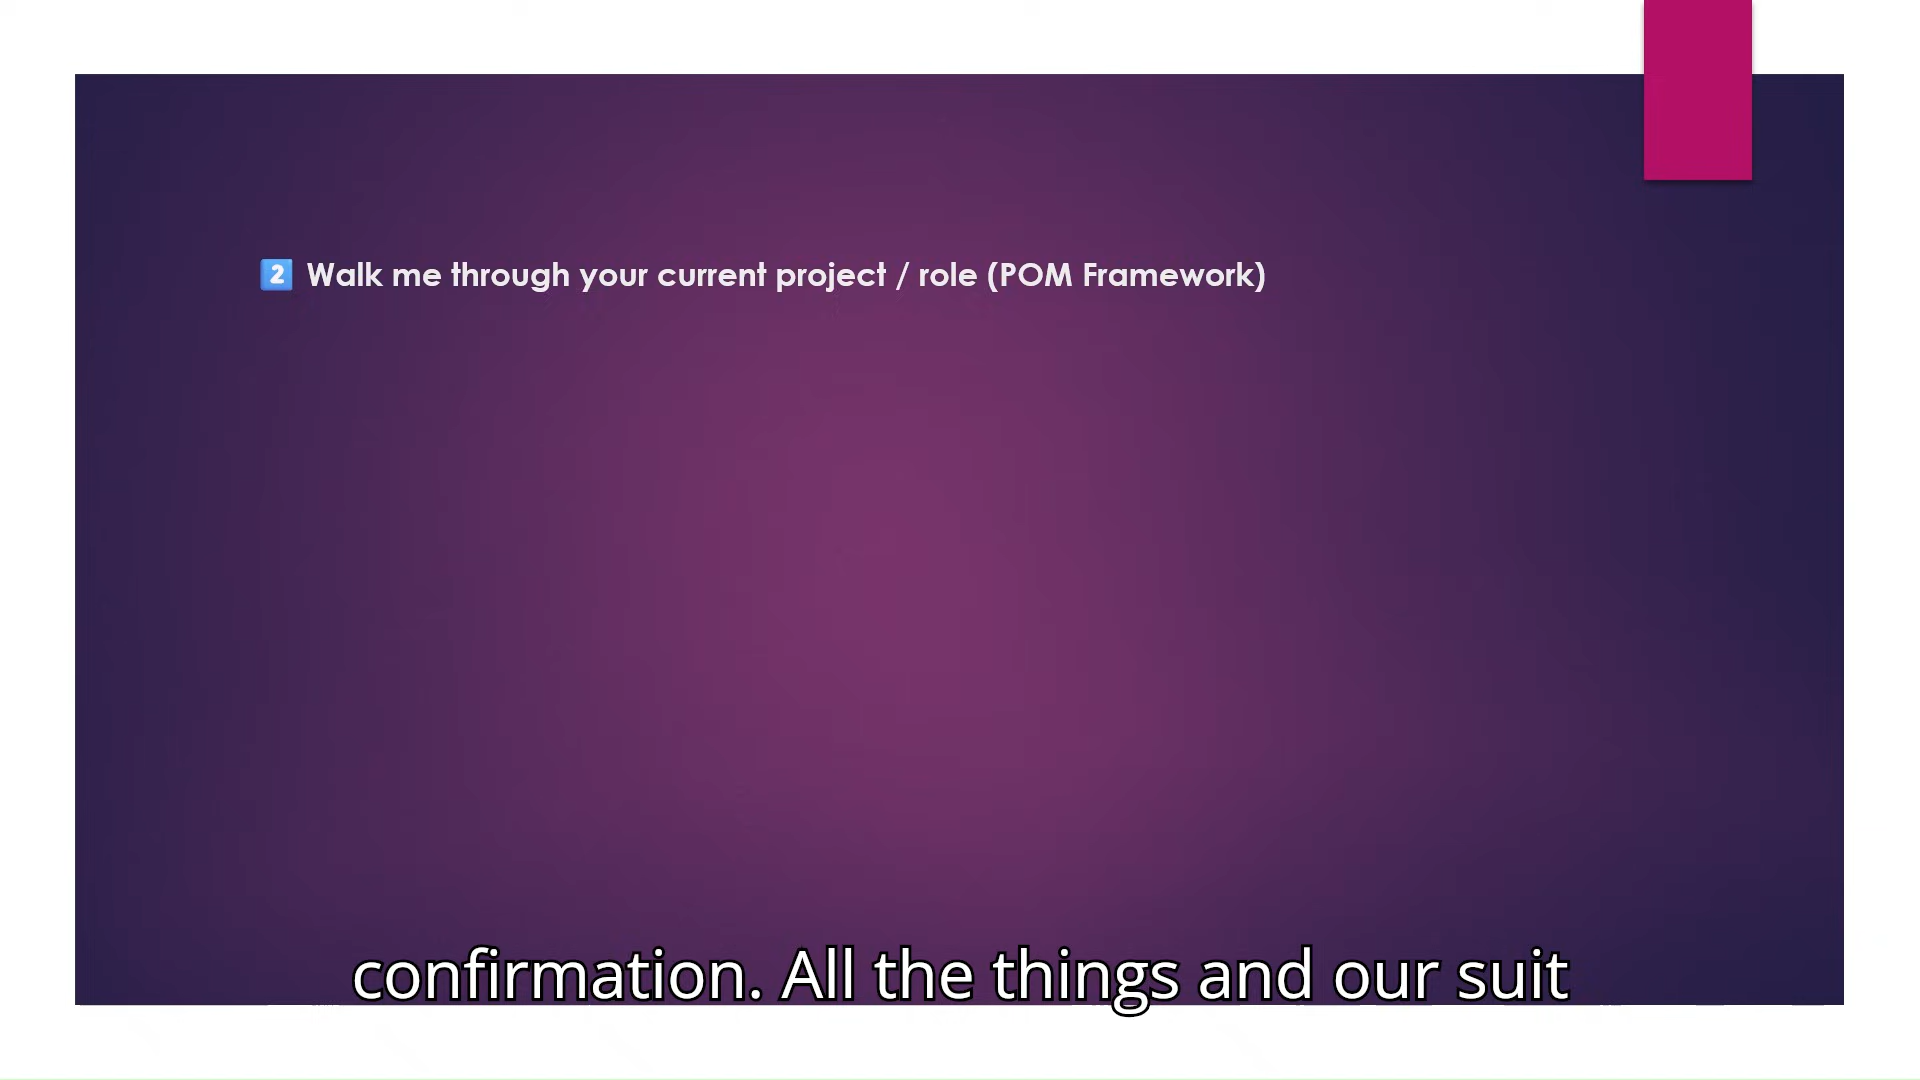 2 Walk me through your current project / role (POM Framework)
confirmation. All the things and our suit